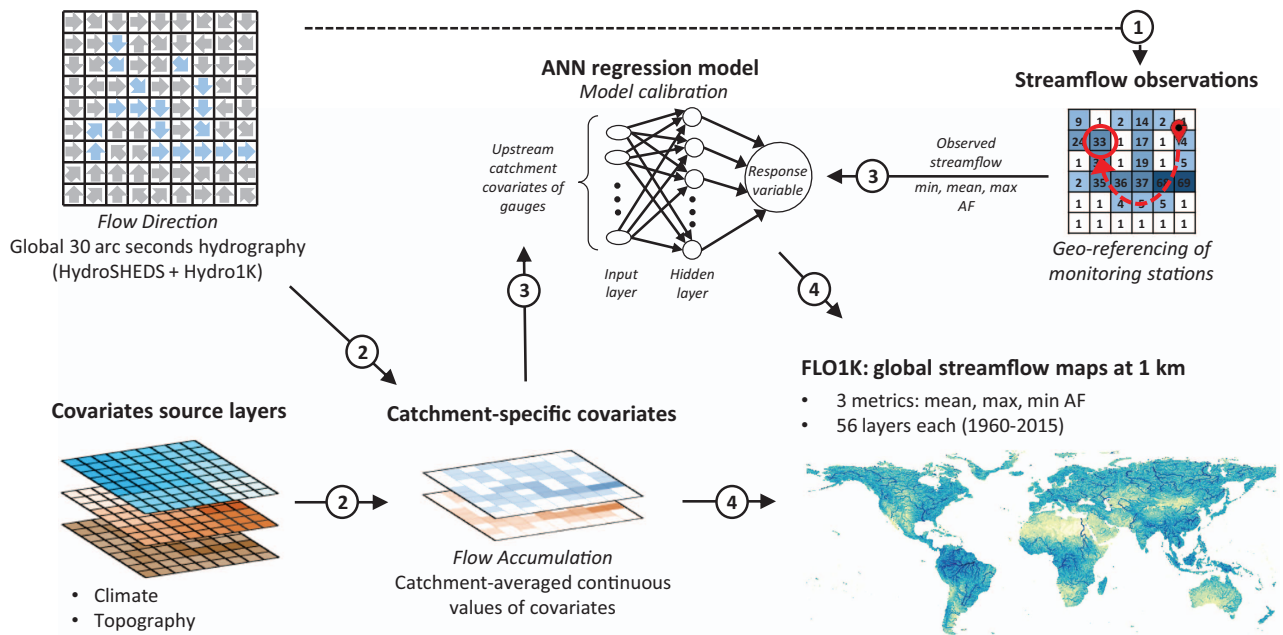 1
ANN regression model
Model calibration
Streamflow observations
Upstream
catchment
covariates of
gauges
Response
variable
Input
layer
Hidden
layer
Observed
streamflow
3
min, mean, max
AF
9 1 2 14 2 1
24 33 1 17 1 4
1 1 19 1 5
2 35 36 37 69
1 1 4 5 5 1
1 1 1 1 1 1
Geo-referencing of
monitoring stations
Flow Direction
Global 30 arc seconds hydrography
(HydroSHEDS + Hydro1K)
3
4
2
FLO1K: global streamflow maps at 1 km
• 3 metrics: mean, max, min AF
• 56 layers each (1960-2015)
Covariates source layers
Catchment-specific covariates
2
4
Flow Accumulation
Catchment-averaged continuous
values of covariates
• Climate
• Topography